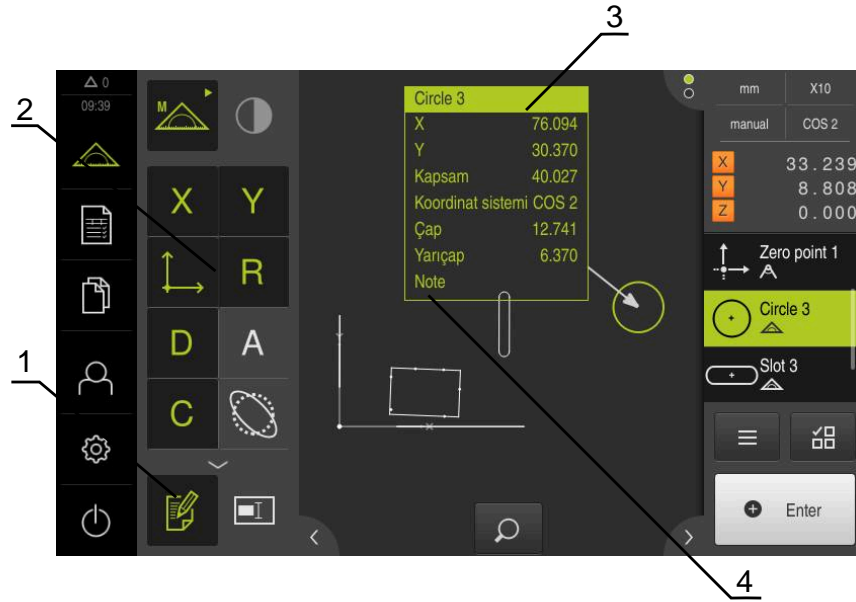 3
2
1
4
0
09:39
M
X Y
R
D A
C
Circle 3
X 76.094
Y 30.370
Kapsam 40.027
Koordinat sistemi COS 2
Çap 12.741
Yarıçap 6.370
Note
mm X10
manual COS 2
X 33.239
Y 8.808
Z 0.000
Zero point 1
Circle 3
Slot 3
Enter